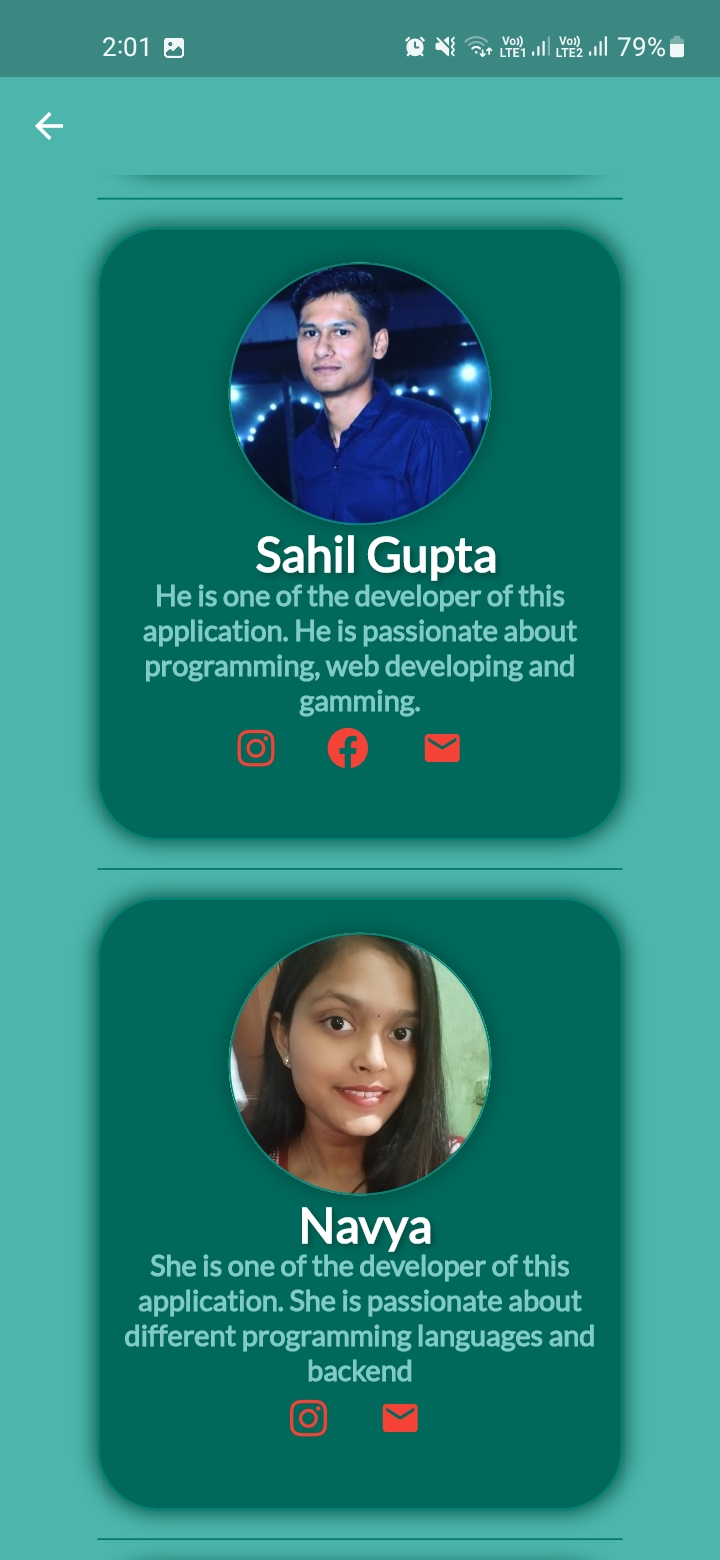 2:01 Vo)) LTE1 Vo)) LTE2 79%
Sahil Gupta
He is one of the developer of this
application. He is passionate about
programming, web developing and
gamming.
Navya
She is one of the developer of this
application. She is passionate about
different programming languages and
backend